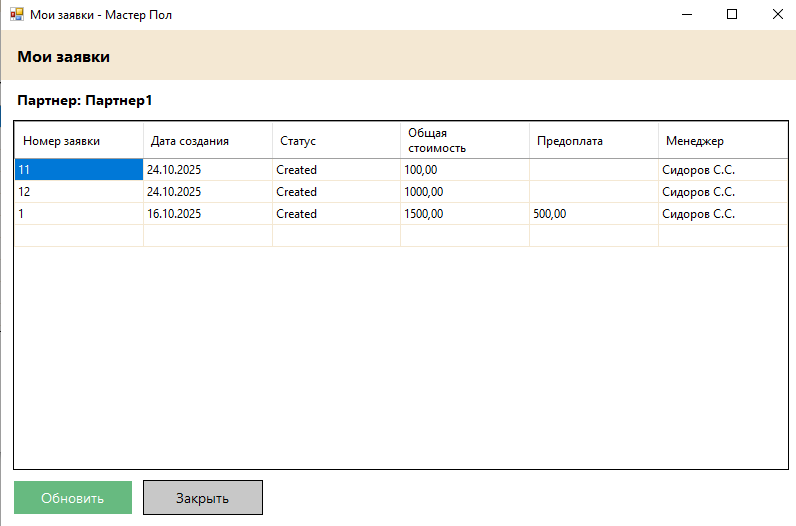 Мои заявки - Мастер Пол
Мои заявки
Партнер: Партнер1
Номер заявки Дата создания Статус Общая стоимость Предоплата Менеджер
11 24.10.2025 Created 100,00 Сидоров С.С.
12 24.10.2025 Created 1000,00 Сидоров С.С.
1 16.10.2025 Created 1500,00 500,00 Сидоров С.С.
Обновить Закрыть